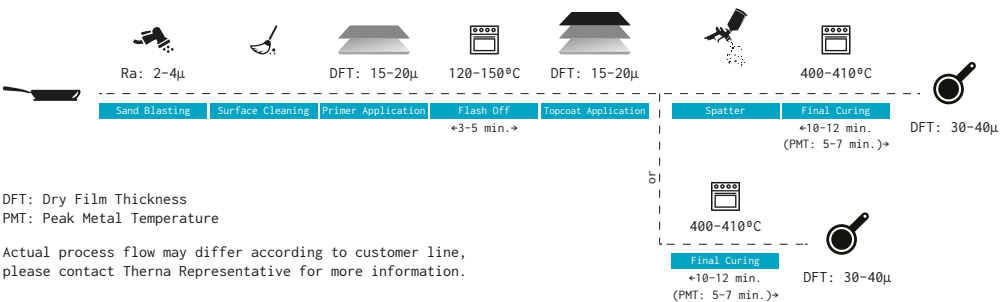 Ra: 2-4μ
DFT: 15-20μ
120-150ºC
DFT: 15-20μ
400-410ºC
Sand Blasting
Surface Cleaning
Primer Application
Flash Off
Topcoat Application
Spatter
Final Curing
←3-5 min.→
←10-12 min.
(PMT: 5-7 min.)→
DFT: 30-40μ
or
400-410ºC
Final Curing
←10-12 min.
(PMT: 5-7 min.)→
DFT: 30-40μ
DFT: Dry Film Thickness
PMT: Peak Metal Temperature
Actual process flow may differ according to customer line,
please contact Therna Representative for more information.